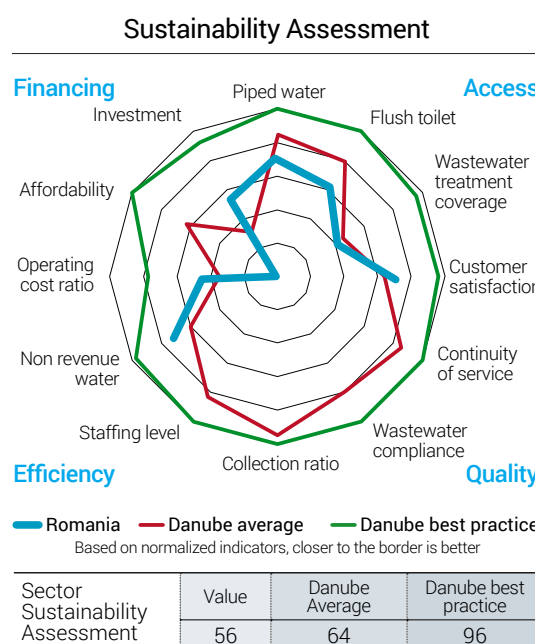 Sustainability Assessment
Financing
Access
Piped water
Investment
Flush toilet
Affordability
Wastewater
treatment
coverage
Operating
cost ratio
Customer
satisfaction
Non revenue
water
Continuity
of service
Staffing level
Wastewater
compliance
Collection ratio
Efficiency
Quality
Romania
Danube average
Danube best practice
Based on normalized indicators, closer to the border is better
Sector
Sustainability
Assessment
Value
Danube
Average
Danube best
practice
56
64
96